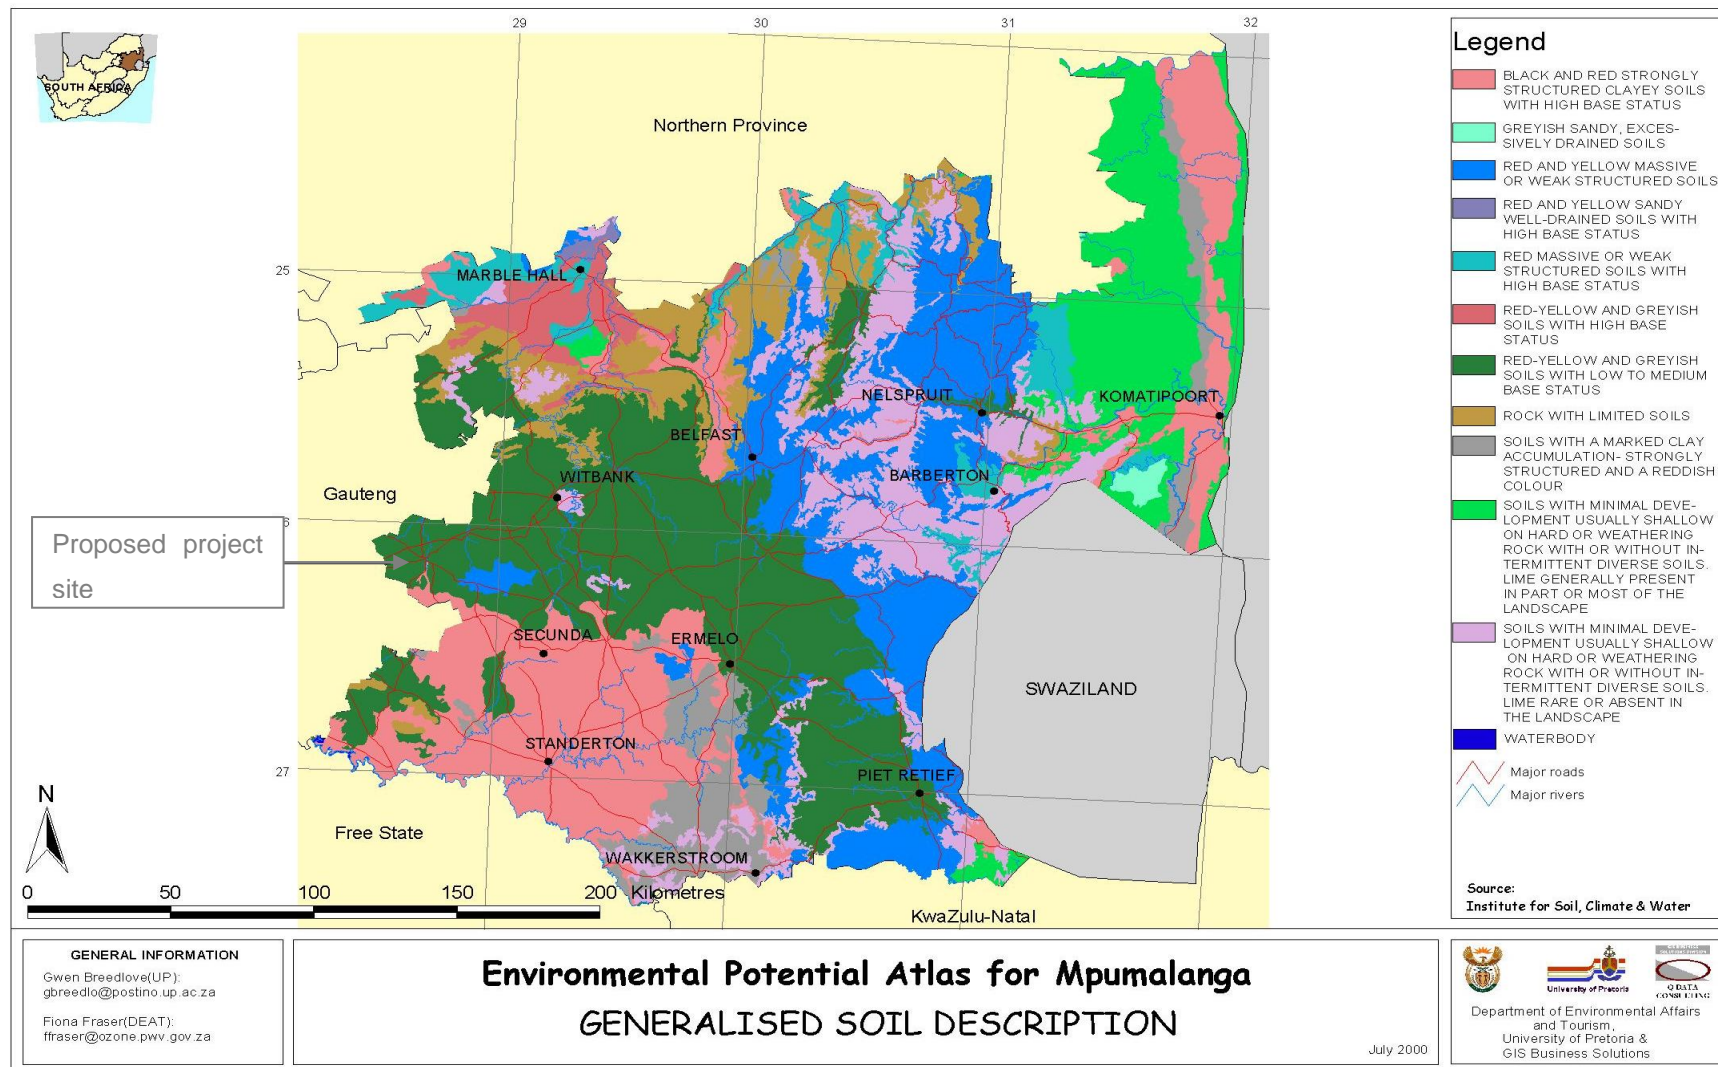 29
30
31
32
SOUTH AFRICA
Northern Province
25
MARBLE HALL
NELSPRUIT
KOMATIPOORT
BELFAST
WITBANK
BARBERTON
Gauteng
6
Proposed project
site
SECUNDA
ERMELO
SWAZILAND
STANDERTON
27
PIET RETIEF
N
Free State
WAKKERSTROOM
0
50
100
150
200 Kilometres
KwaZulu-Natal
Legend
BLACK AND RED STRONGLY
STRUCTURED CLAYEY SOILS
WITH HIGH BASE STATUS
GREYISH SANDY, EXCES-
SIVELY DRAINED SOILS
RED AND YELLOW MASSIVE
OR WEAK STRUCTURED SOILS
RED AND YELLOW SANDY
WELL-DRAINED SOILS WITH
HIGH BASE STATUS
RED MASSIVE OR WEAK
STRUCTURED SOILS WITH
HIGH BASE STATUS
RED-YELLOW AND GREYISH
SOILS WITH HIGH BASE
STATUS
RED-YELLOW AND GREYISH
SOILS WITH LOW TO MEDIUM
BASE STATUS
ROCK WITH LIMITED SOILS
SOILS WITH A MARKED CLAY
ACCUMULATION- STRONGLY
STRUCTURED AND A REDDISH
COLOUR
SOILS WITH MINIMAL DEVE-
LOPMENT USUALLY SHALLOW
ON HARD OR WEATHERING
ROCK WITH OR WITHOUT IN-
TERMITTENT DIVERSE SOILS.
LIME GENERALLY PRESENT
IN PART OR MOST OF THE
LANDSCAPE
SOILS WITH MINIMAL DEVE-
LOPMENT USUALLY SHALLOW
ON HARD OR WEATHERING
ROCK WITH OR WITHOUT IN-
TERMITTENT DIVERSE SOILS.
LIME RARE OR ABSENT IN
THE LANDSCAPE
WATERBODY
Major roads
Major rivers
Source:
Institute for Soil, Climate & Water
GENERAL INFORMATION
Gwen Breedlove(UP):
gbreedlo@postino.up.ac.za
Fiona Fraser(DEAT):
ffraser@ozone.pwv.gov.za
Environmental Potential Atlas for Mpumalanga
GENERALISED SOIL DESCRIPTION
July 2000
University of Pretoria
Q DATA
CONSULTING
Department of Environmental Affairs
and Tourism,
University of Pretoria &
GIS Business Solutions